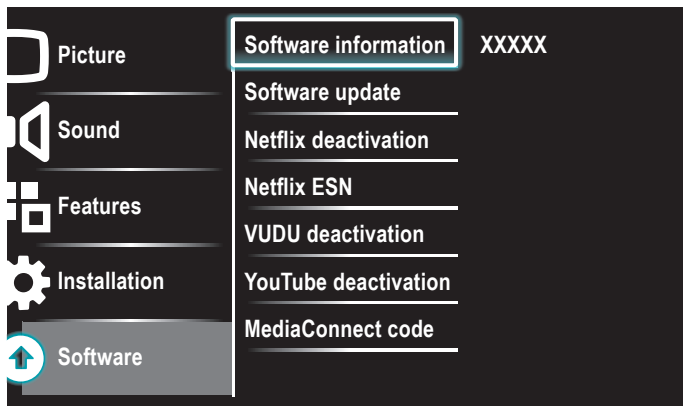 Picture
Sound
Features
Installation
Software
Software information
XXXXX
Software update
Netflix deactivation
Netflix ESN
VUDU deactivation
YouTube deactivation
MediaConnect code